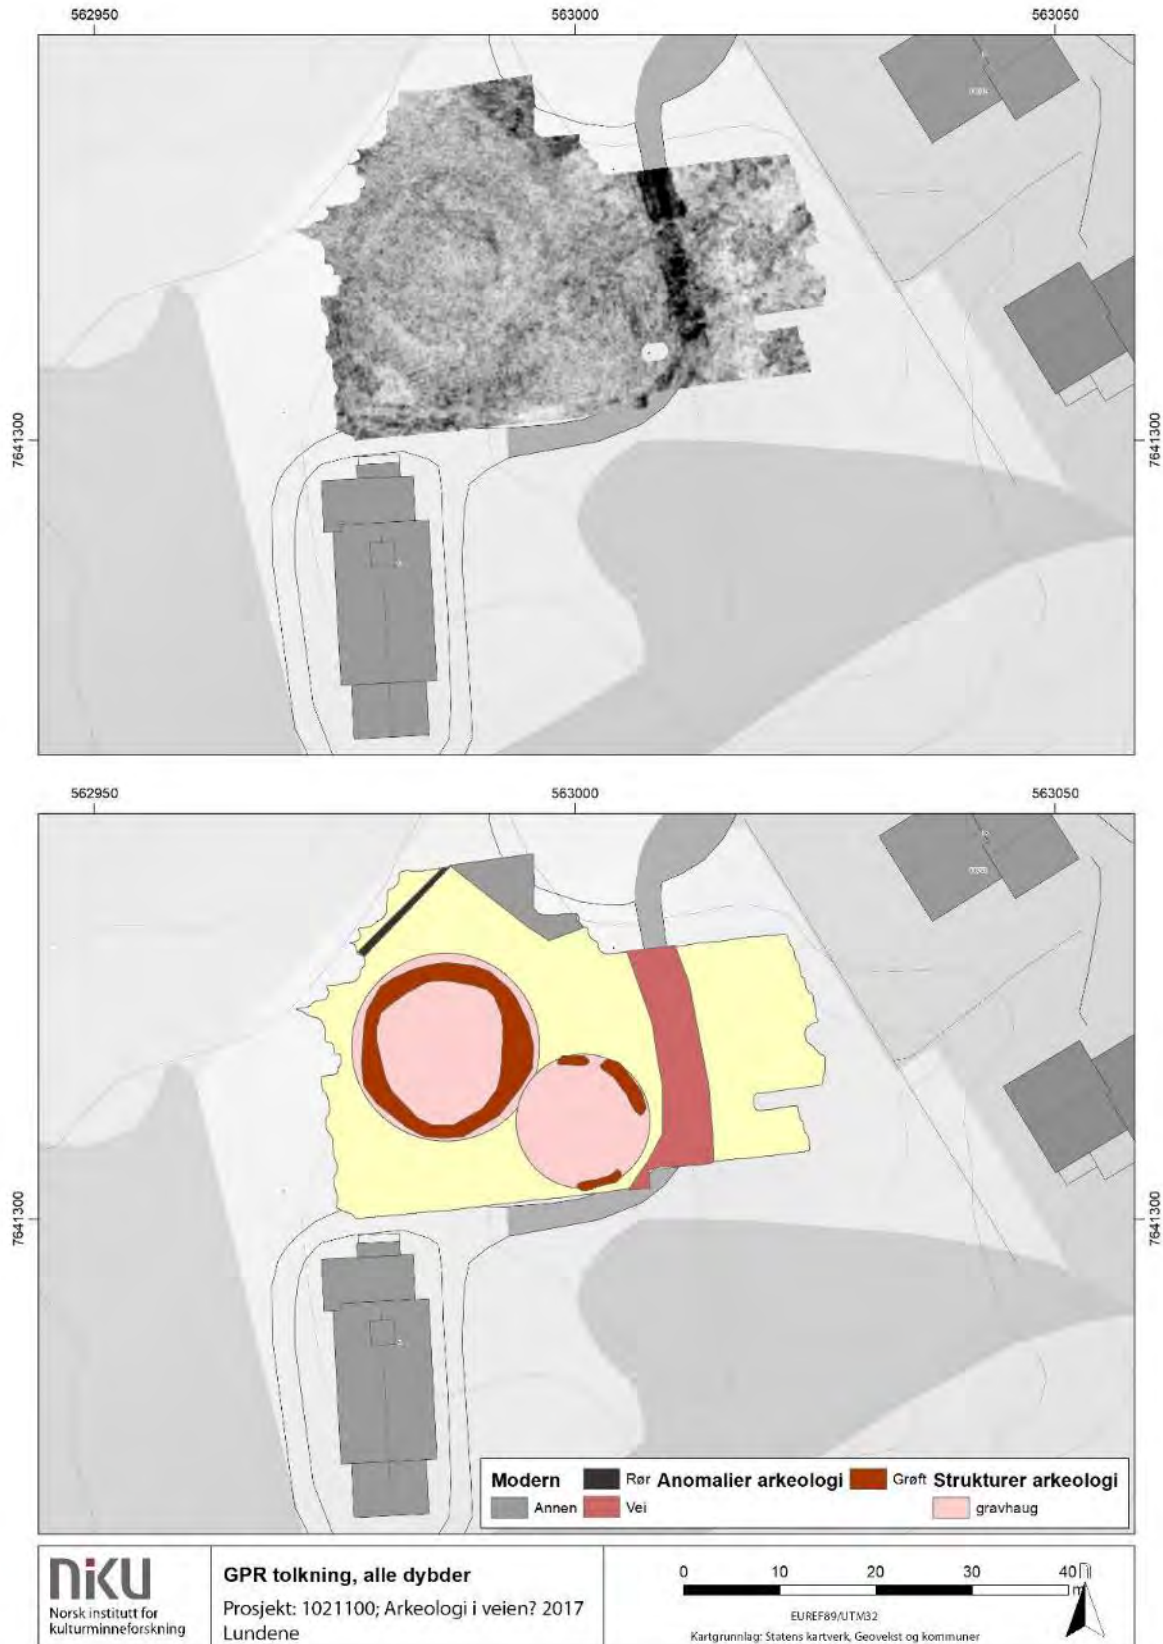 562950 563000 563050
7641300 7641300
562950 563000 563050
7641300 7641300
Modern Rør Anomalier arkeologi Grøft Strukturer arkeologi
Annen Vei gravhaug
niku
Norsk institutt for
kulturminneforskning
GPR tolkning, alle dybder
Prosjekt: 1021100; Arkeologi i veien? 2017
Lundene
0 10 20 30 40
m
EUREF89/UTM32
Kartgrunnlag: Statens kartverk, Geovekst og kommuner